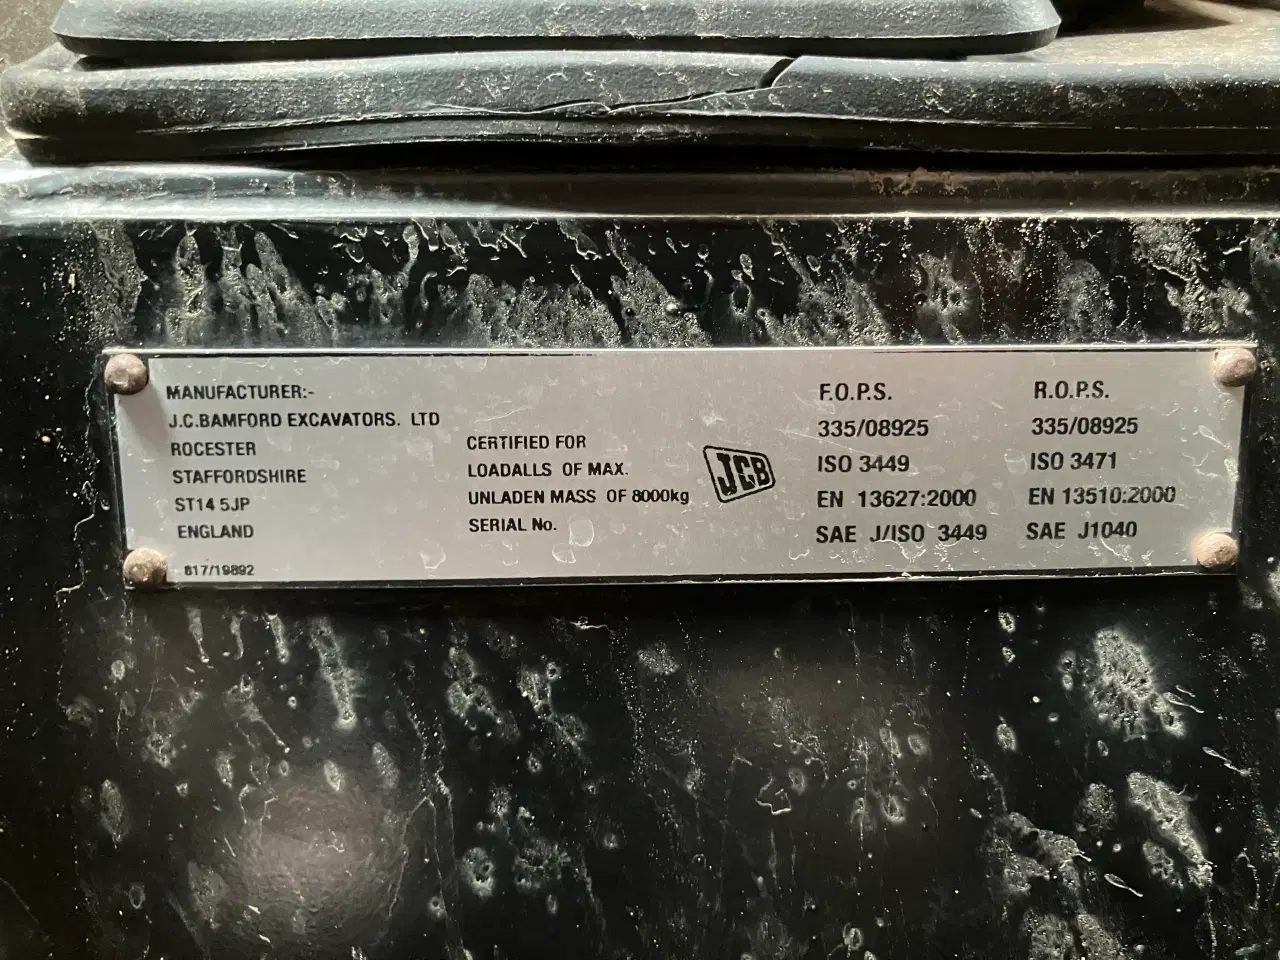 MANUFACTURER:-
J.C.BAMFORD EXCAVATORS. LTD
ROCESTER
STAFFORDSHIRE
ST14 5JP
ENGLAND
817/19892
CERTIFIED FOR
LOADALLS OF MAX.
UNLADEN MASS OF 8000kg
SERIAL No.
JCB
F.O.P.S.
335/08925
ISO 3449
EN 13627:2000
SAE J/ISO 3449
R.O.P.S.
335/08925
ISO 3471
EN 13510:2000
SAE J1040